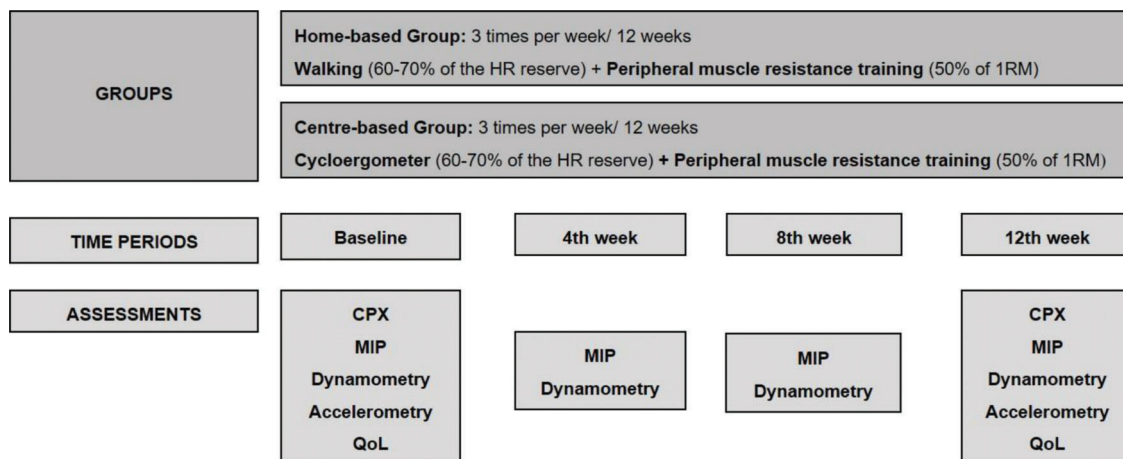 GROUPS
Home-based Group: 3 times per week/ 12 weeks
Walking (60-70% of the HR reserve) + Peripheral muscle resistance training (50% of 1RM)
Centre-based Group: 3 times per week/ 12 weeks
Cycloergometer (60-70% of the HR reserve) + Peripheral muscle resistance training (50% of 1RM)
TIME PERIODS
Baseline
4th week
8th week
12th week
ASSESSMENTS
CPX
MIP
Dynamometry
Accelerometry
QoL
MIP
Dynamometry
MIP
Dynamometry
CPX
MIP
Dynamometry
Accelerometry
QoL